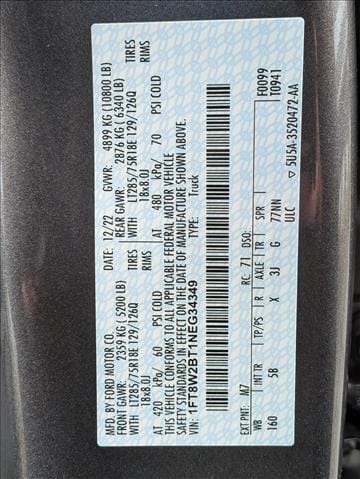 MFD. BY FORD MOTOR CO.
DATE: 12/22 GVWR: 4899 KG (10800 LB)
FRONT GAWR: 2359 KG (5200 LB) REAR GAWR: 2876 KG (6340 LB)
WITH LT285/75R18E 129/126Q TIRES WITH LT285/75R18E 129/126Q TIRES
18x8.0J RIMS 18x8.0J RIMS
AT 420 kPa/ 60 PSI COLD AT 480 kPa/ 70 PSI COLD
THIS VEHICLE CONFORMS TO ALL APPLICABLE FEDERAL MOTOR VEHICLE
SAFETY STANDARDS IN EFFECT ON THE DATE OF MANUFACTURE SHOWN ABOVE.
VIN: 1FT8W2BT1NEG34349
TYPE: Truck
F0099
T0941
EXT PNT: M7 RC: 71 DSO:
WB INT TR TP/PS R AXLE TR SPR
160 5B X 3J G 77NN
ULC
5U5A-3520472-AA